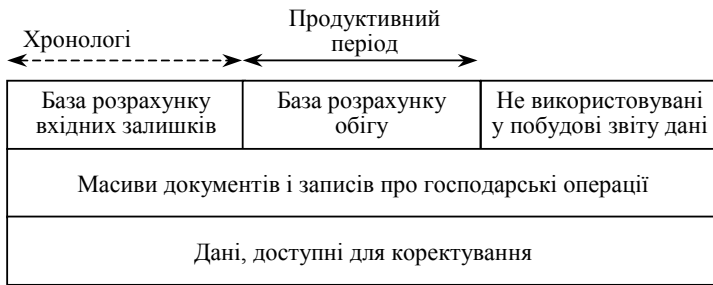 Хронологі
Продуктивний
період
База розрахунку
вхідних залишків
База розрахунку
обігу
Не використовувані
у побудові звіту дані
Масиви документів і записів про господарські операції
Дані, доступні для коректування